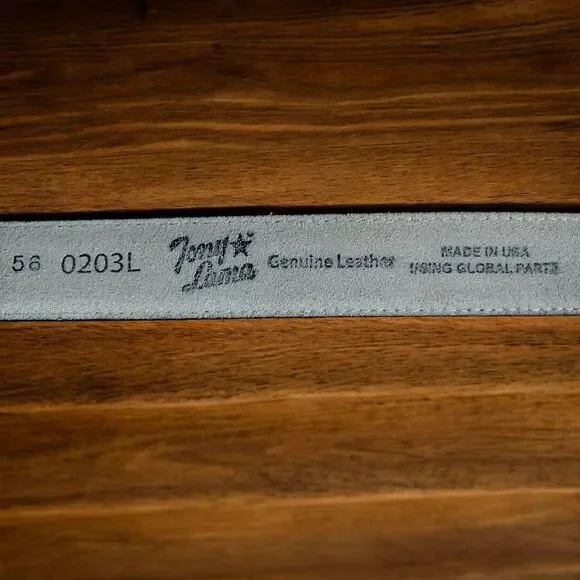 56 0203L Tony Lama Genuine Leather
MADE IN USA
USING GLOBAL PARTS